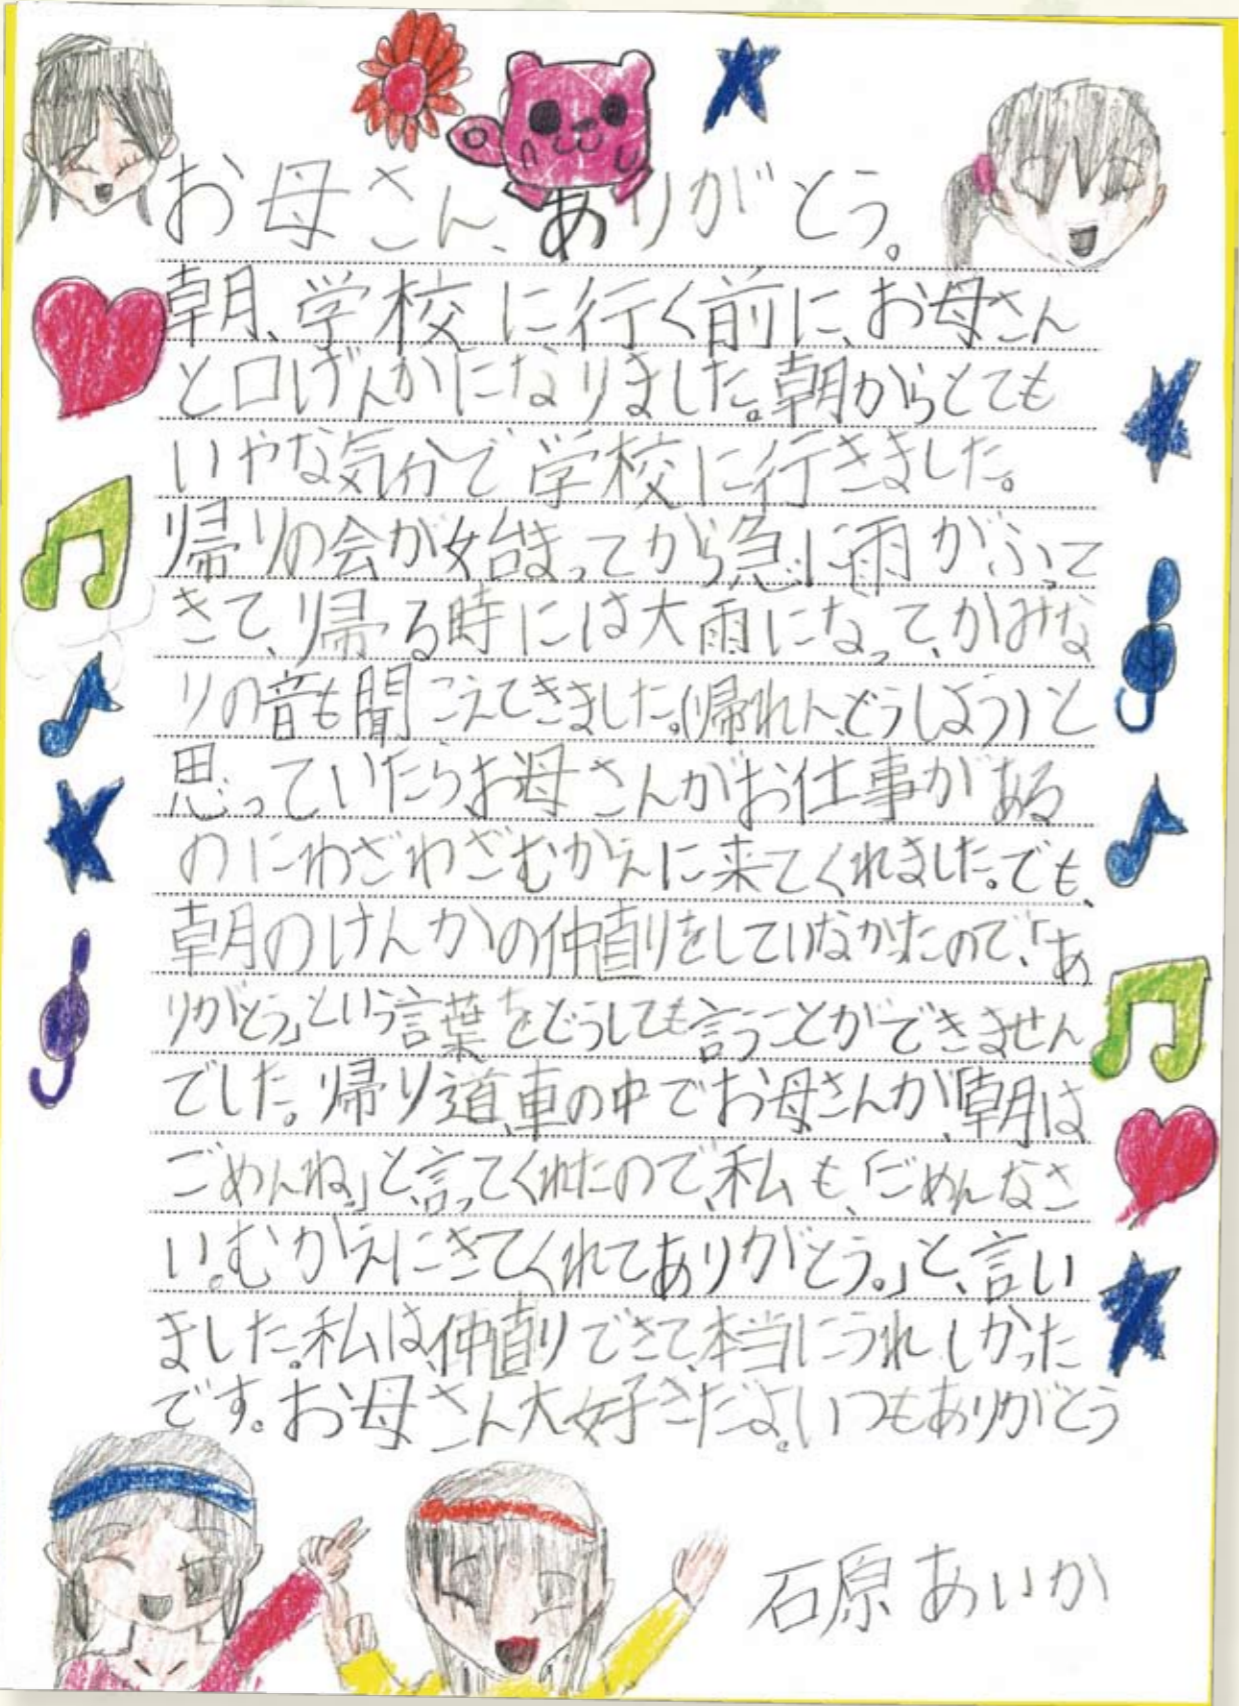 お母さん、ありがとう。
朝、学校に行く前に、お母さん
と口げんかになりました。朝からとても
いやな気分で学校に行きました。
帰りの会が始まってから急に雨がふって
きて、帰る時には大雨になって、かみな
りの音も聞こえてきました。(帰れん、どうしよう)と
思っていたらお母さんがお仕事がある
のにわざわざむかえに来てくれました。でも、
朝のけんかの仲直りをしていなかったので、「あ
りがとう」という言葉をどうしても言うことができません
でした。帰り道、車の中でお母さんが、「朝は
ごめんね」と、言ってくれたので、私も、「ごめんなさ
い。むかえにきてくれてありがとう。」と、言い
ました。私は、仲直りできて、本当にうれしかった
です。お母さん大好きだよ。いつもありがとう
石原あいか